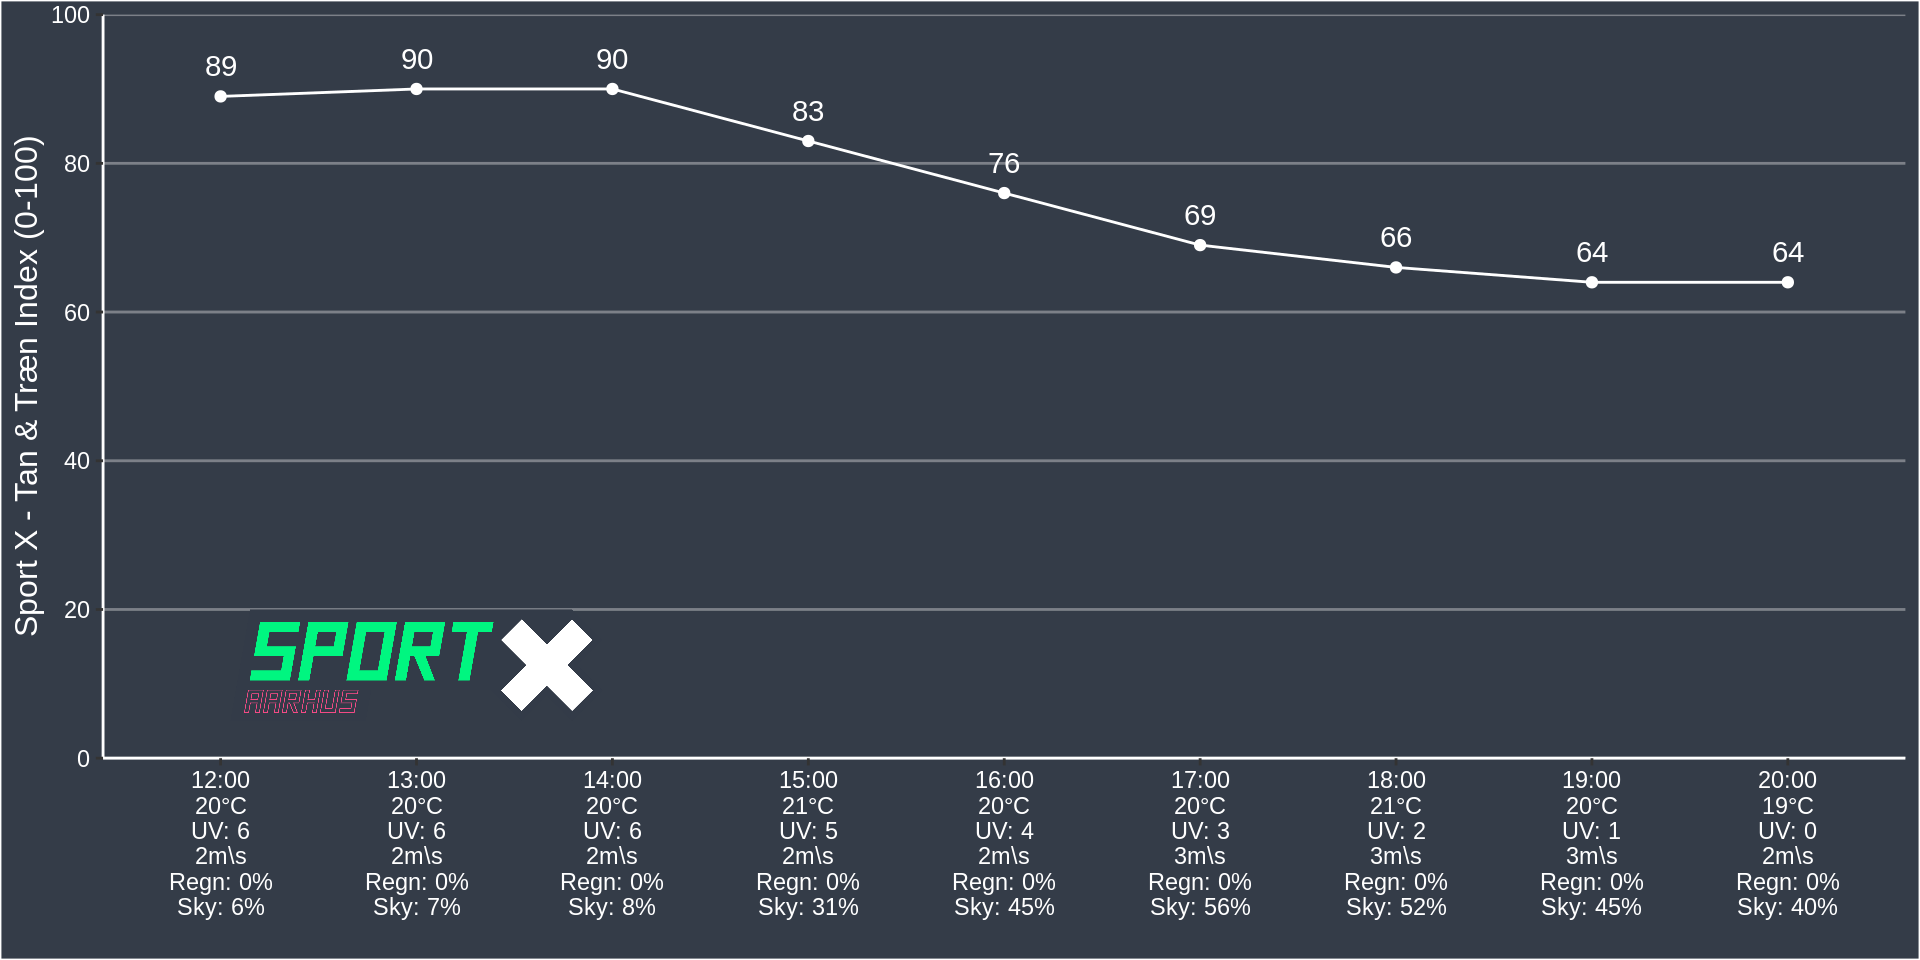 Sport X - Tan & Træn Index (0-100)
100
80
60
40
20
0
89
90
90
83
76
69
66
64
64
SPORT X
AARHUS
12:00 13:00 14:00 15:00 16:00 17:00 18:00 19:00 20:00
20°C 20°C 20°C 21°C 20°C 20°C 21°C 20°C 19°C
UV: 6 UV: 6 UV: 6 UV: 5 UV: 4 UV: 3 UV: 2 UV: 1 UV: 0
2m\s 2m\s 2m\s 2m\s 2m\s 3m\s 3m\s 3m\s 2m\s
Regn: 0% Regn: 0% Regn: 0% Regn: 0% Regn: 0% Regn: 0% Regn: 0% Regn: 0% Regn: 0%
Sky: 6% Sky: 7% Sky: 8% Sky: 31% Sky: 45% Sky: 56% Sky: 52% Sky: 45% Sky: 40%